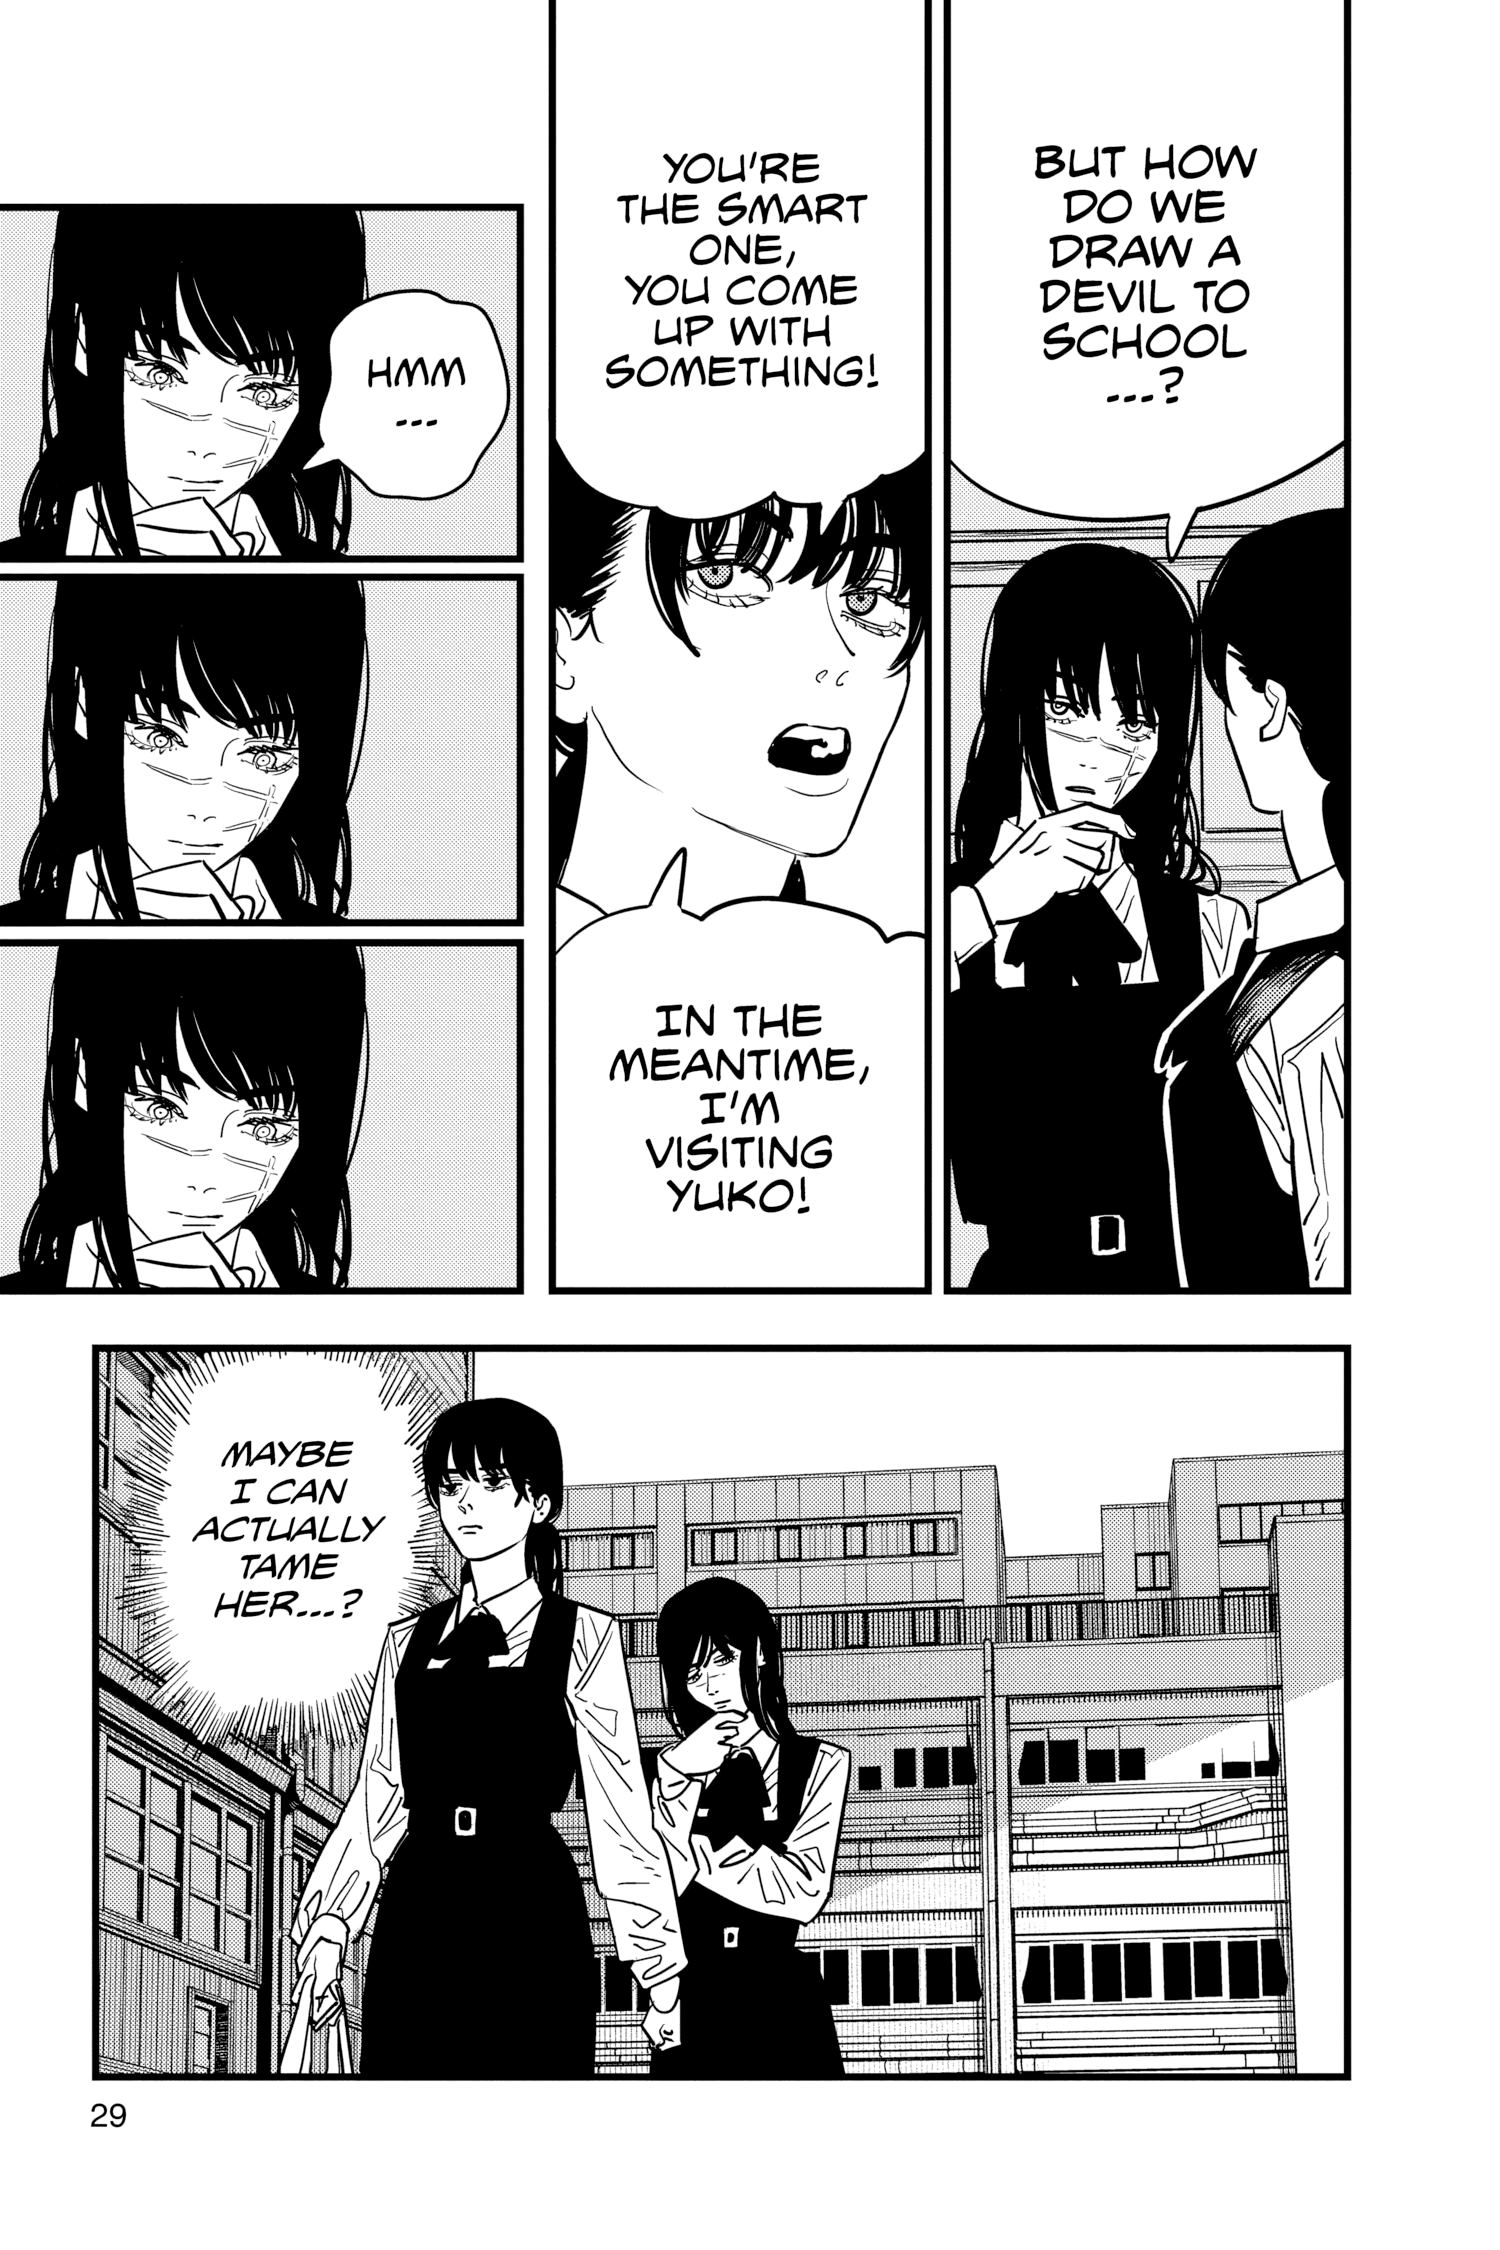 BUT HOW
DO WE
DRAW A
DEVIL TO
SCHOOL
...?
YOU'RE
THE SMART
ONE,
YOU COME
UP WITH
SOMETHING!
IN THE
MEANTIME,
I'M
VISITING
YUKO!
HMM
...
MAYBE
I CAN
ACTUALLY
TAME
HER...?
29